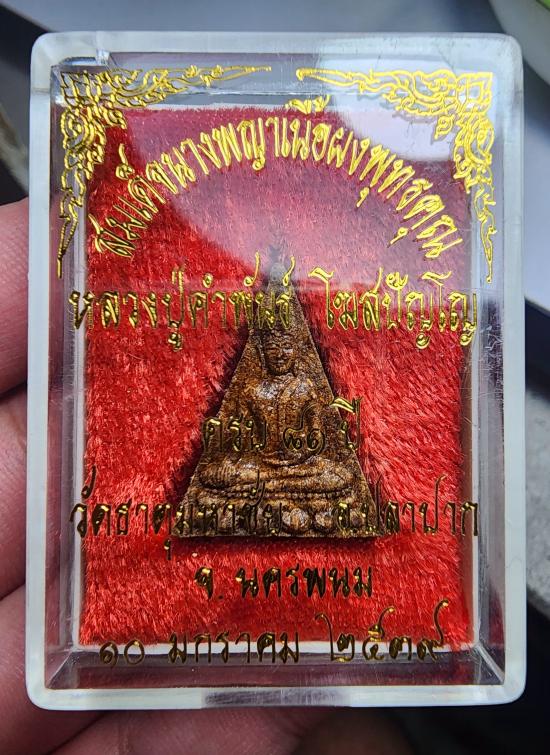 สมเด็จนางพญาเนื้อผงพุทธคุณ
หลวงปู่คำพันธ์ โฆสปัญโญ
ครบ ๘๑ ปี
วัดธาตุมหาชัย อ.ปลาปาก
จ. นครพนม
๑๐ มกราคม ๒๕๓๙